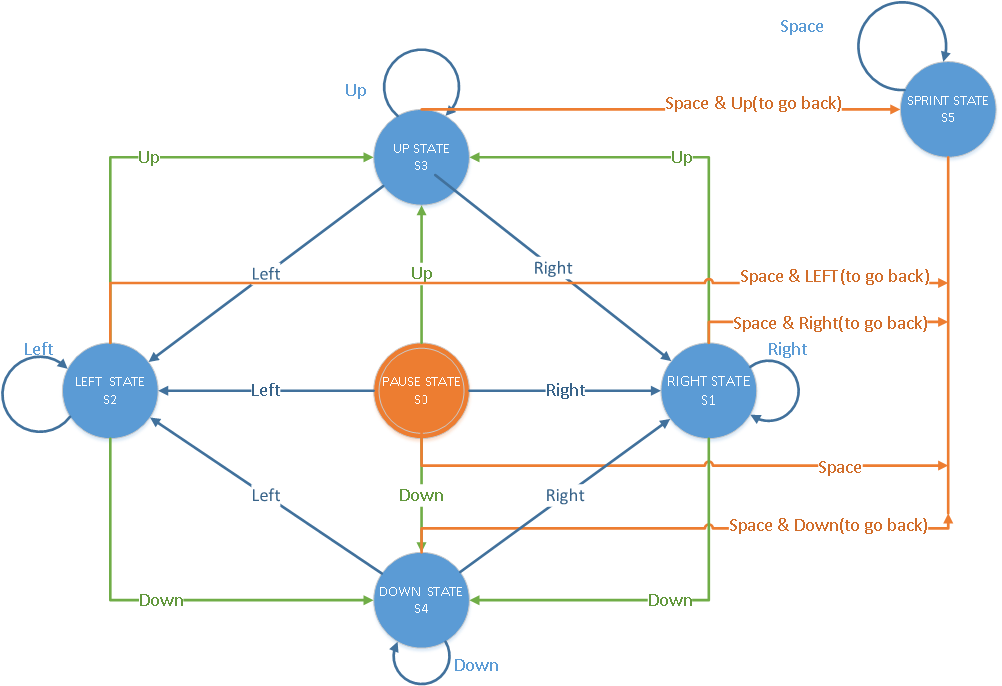 Space
Up
SPRINT STATE
S5
Space & Up(to go back)
UP STATE
S3
Up
Up
Left
Right
Up
Space & LEFT(to go back)
Space & Right(to go back)
Left
Right
LEFT STATE
S2
Left
PAUSE STATE
S0
Right
RIGHT STATE
S1
Space
Left
Down
Right
Space & Down(to go back)
DOWN STATE
S4
Down
Down
Down